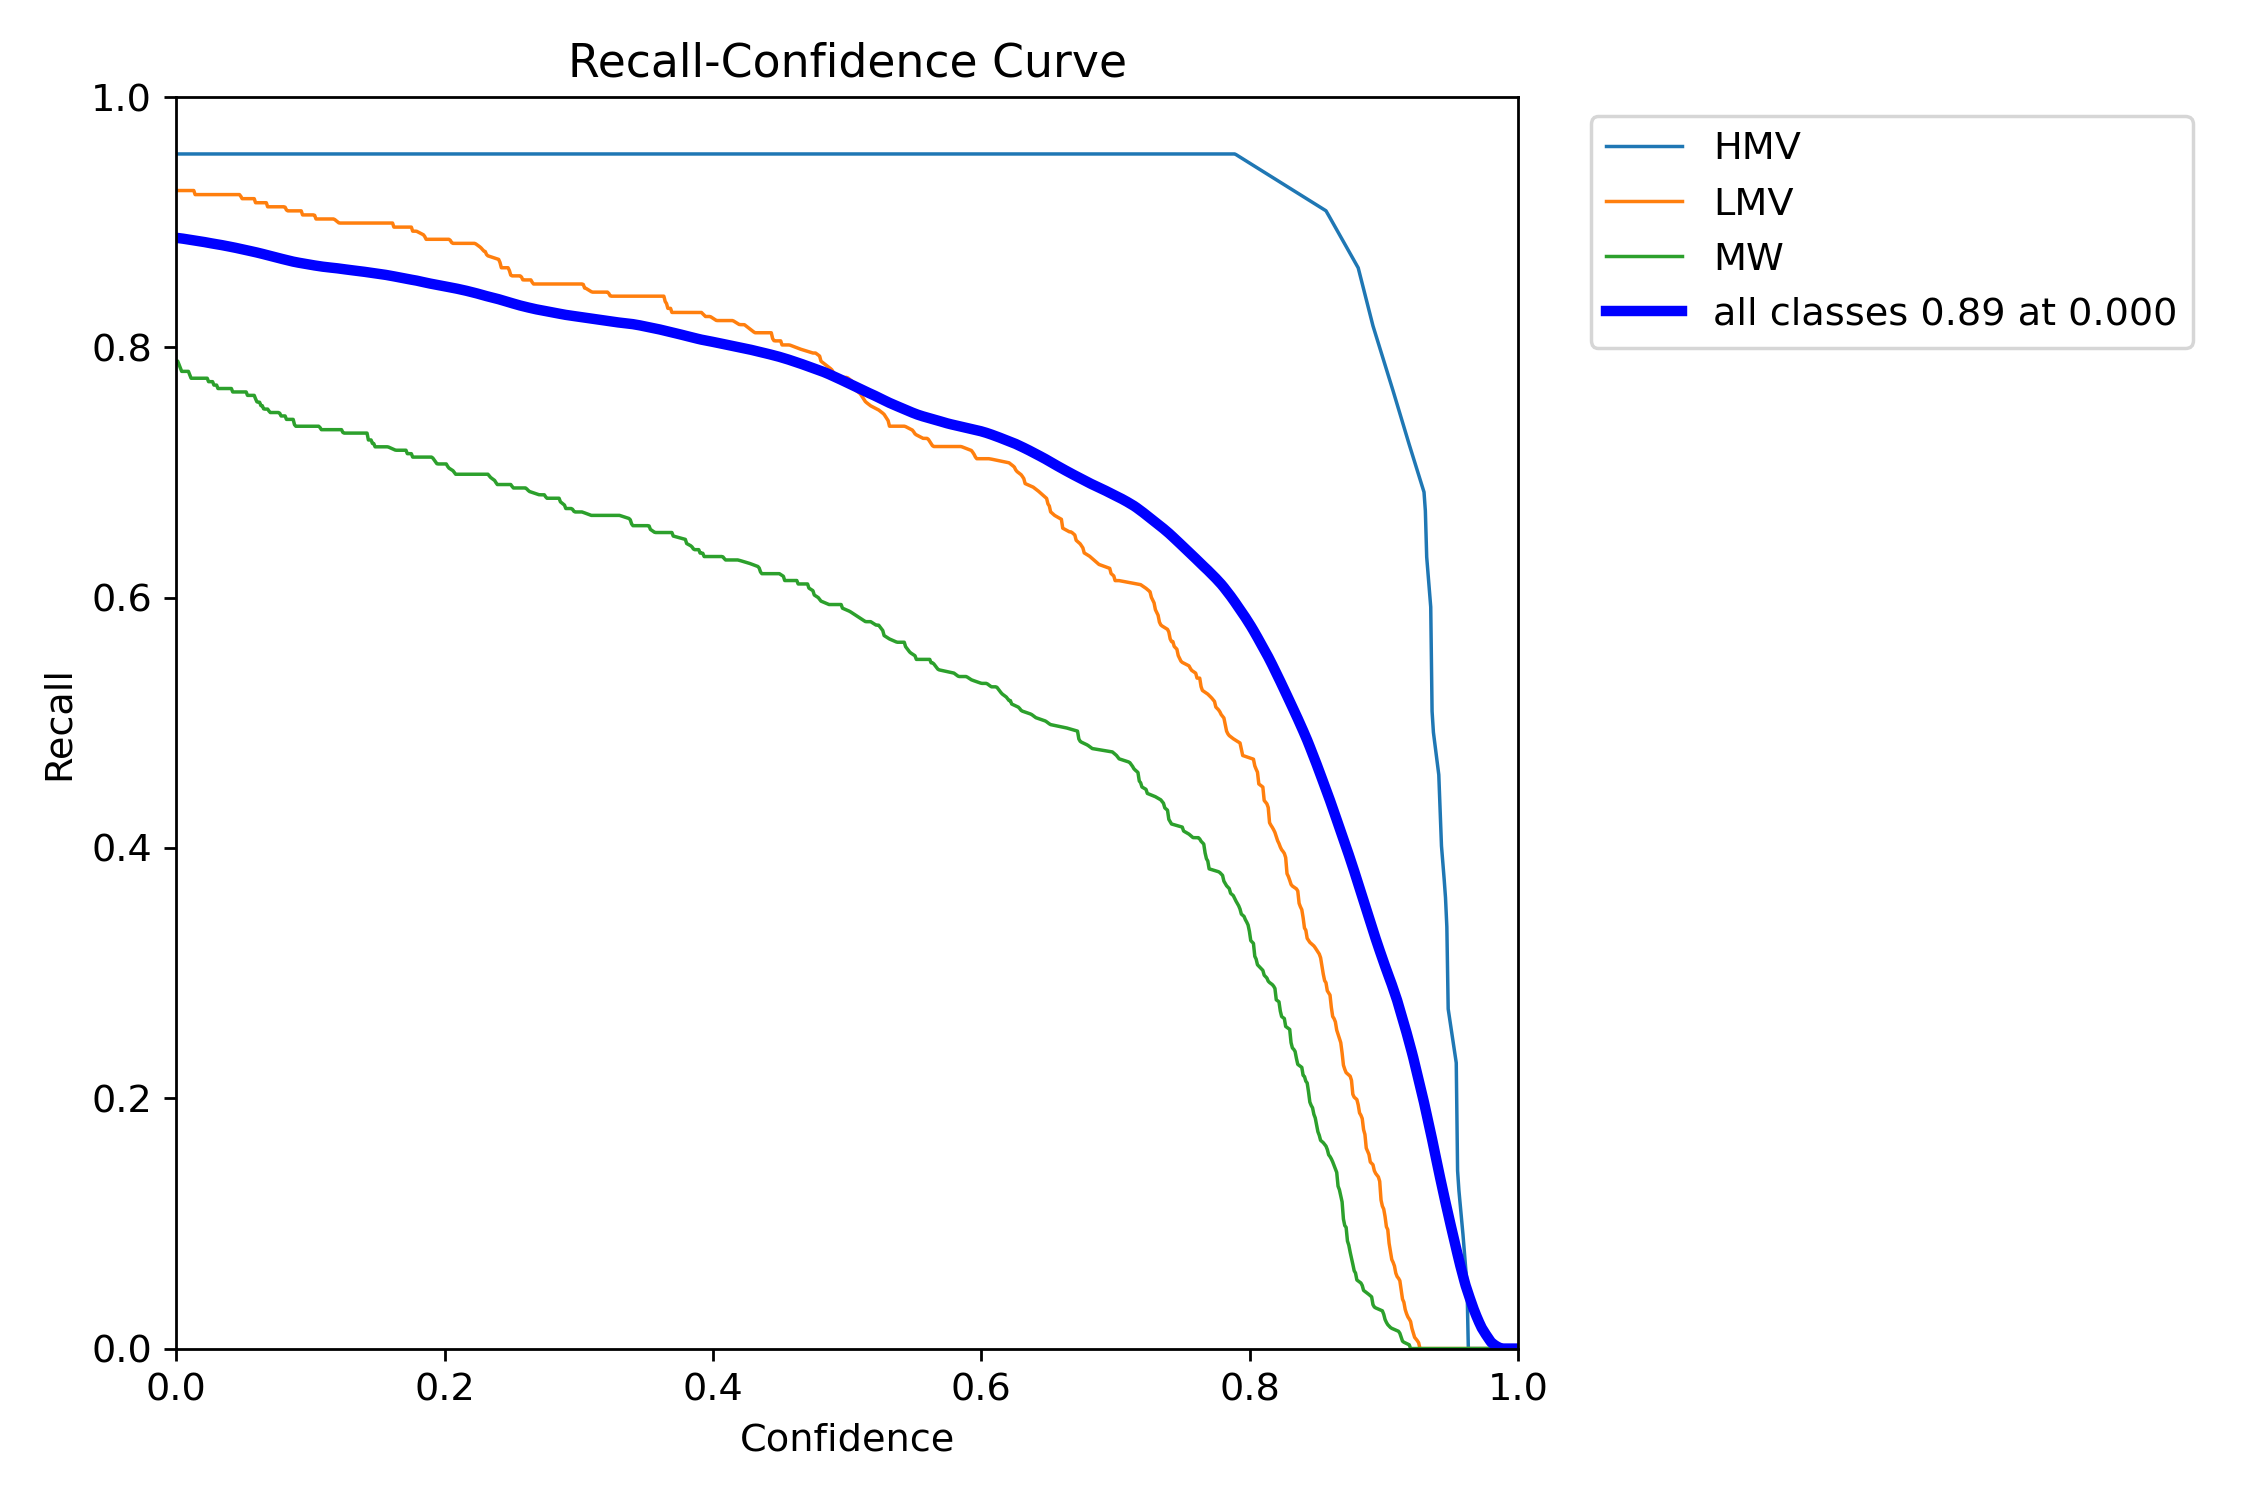 Recall-Confidence Curve
1.0
0.8
0.6
0.4
0.2
0.0
Recall
0.0 0.2 0.4 0.6 0.8 1.0
Confidence
HMV
LMV
MW
all classes 0.89 at 0.000